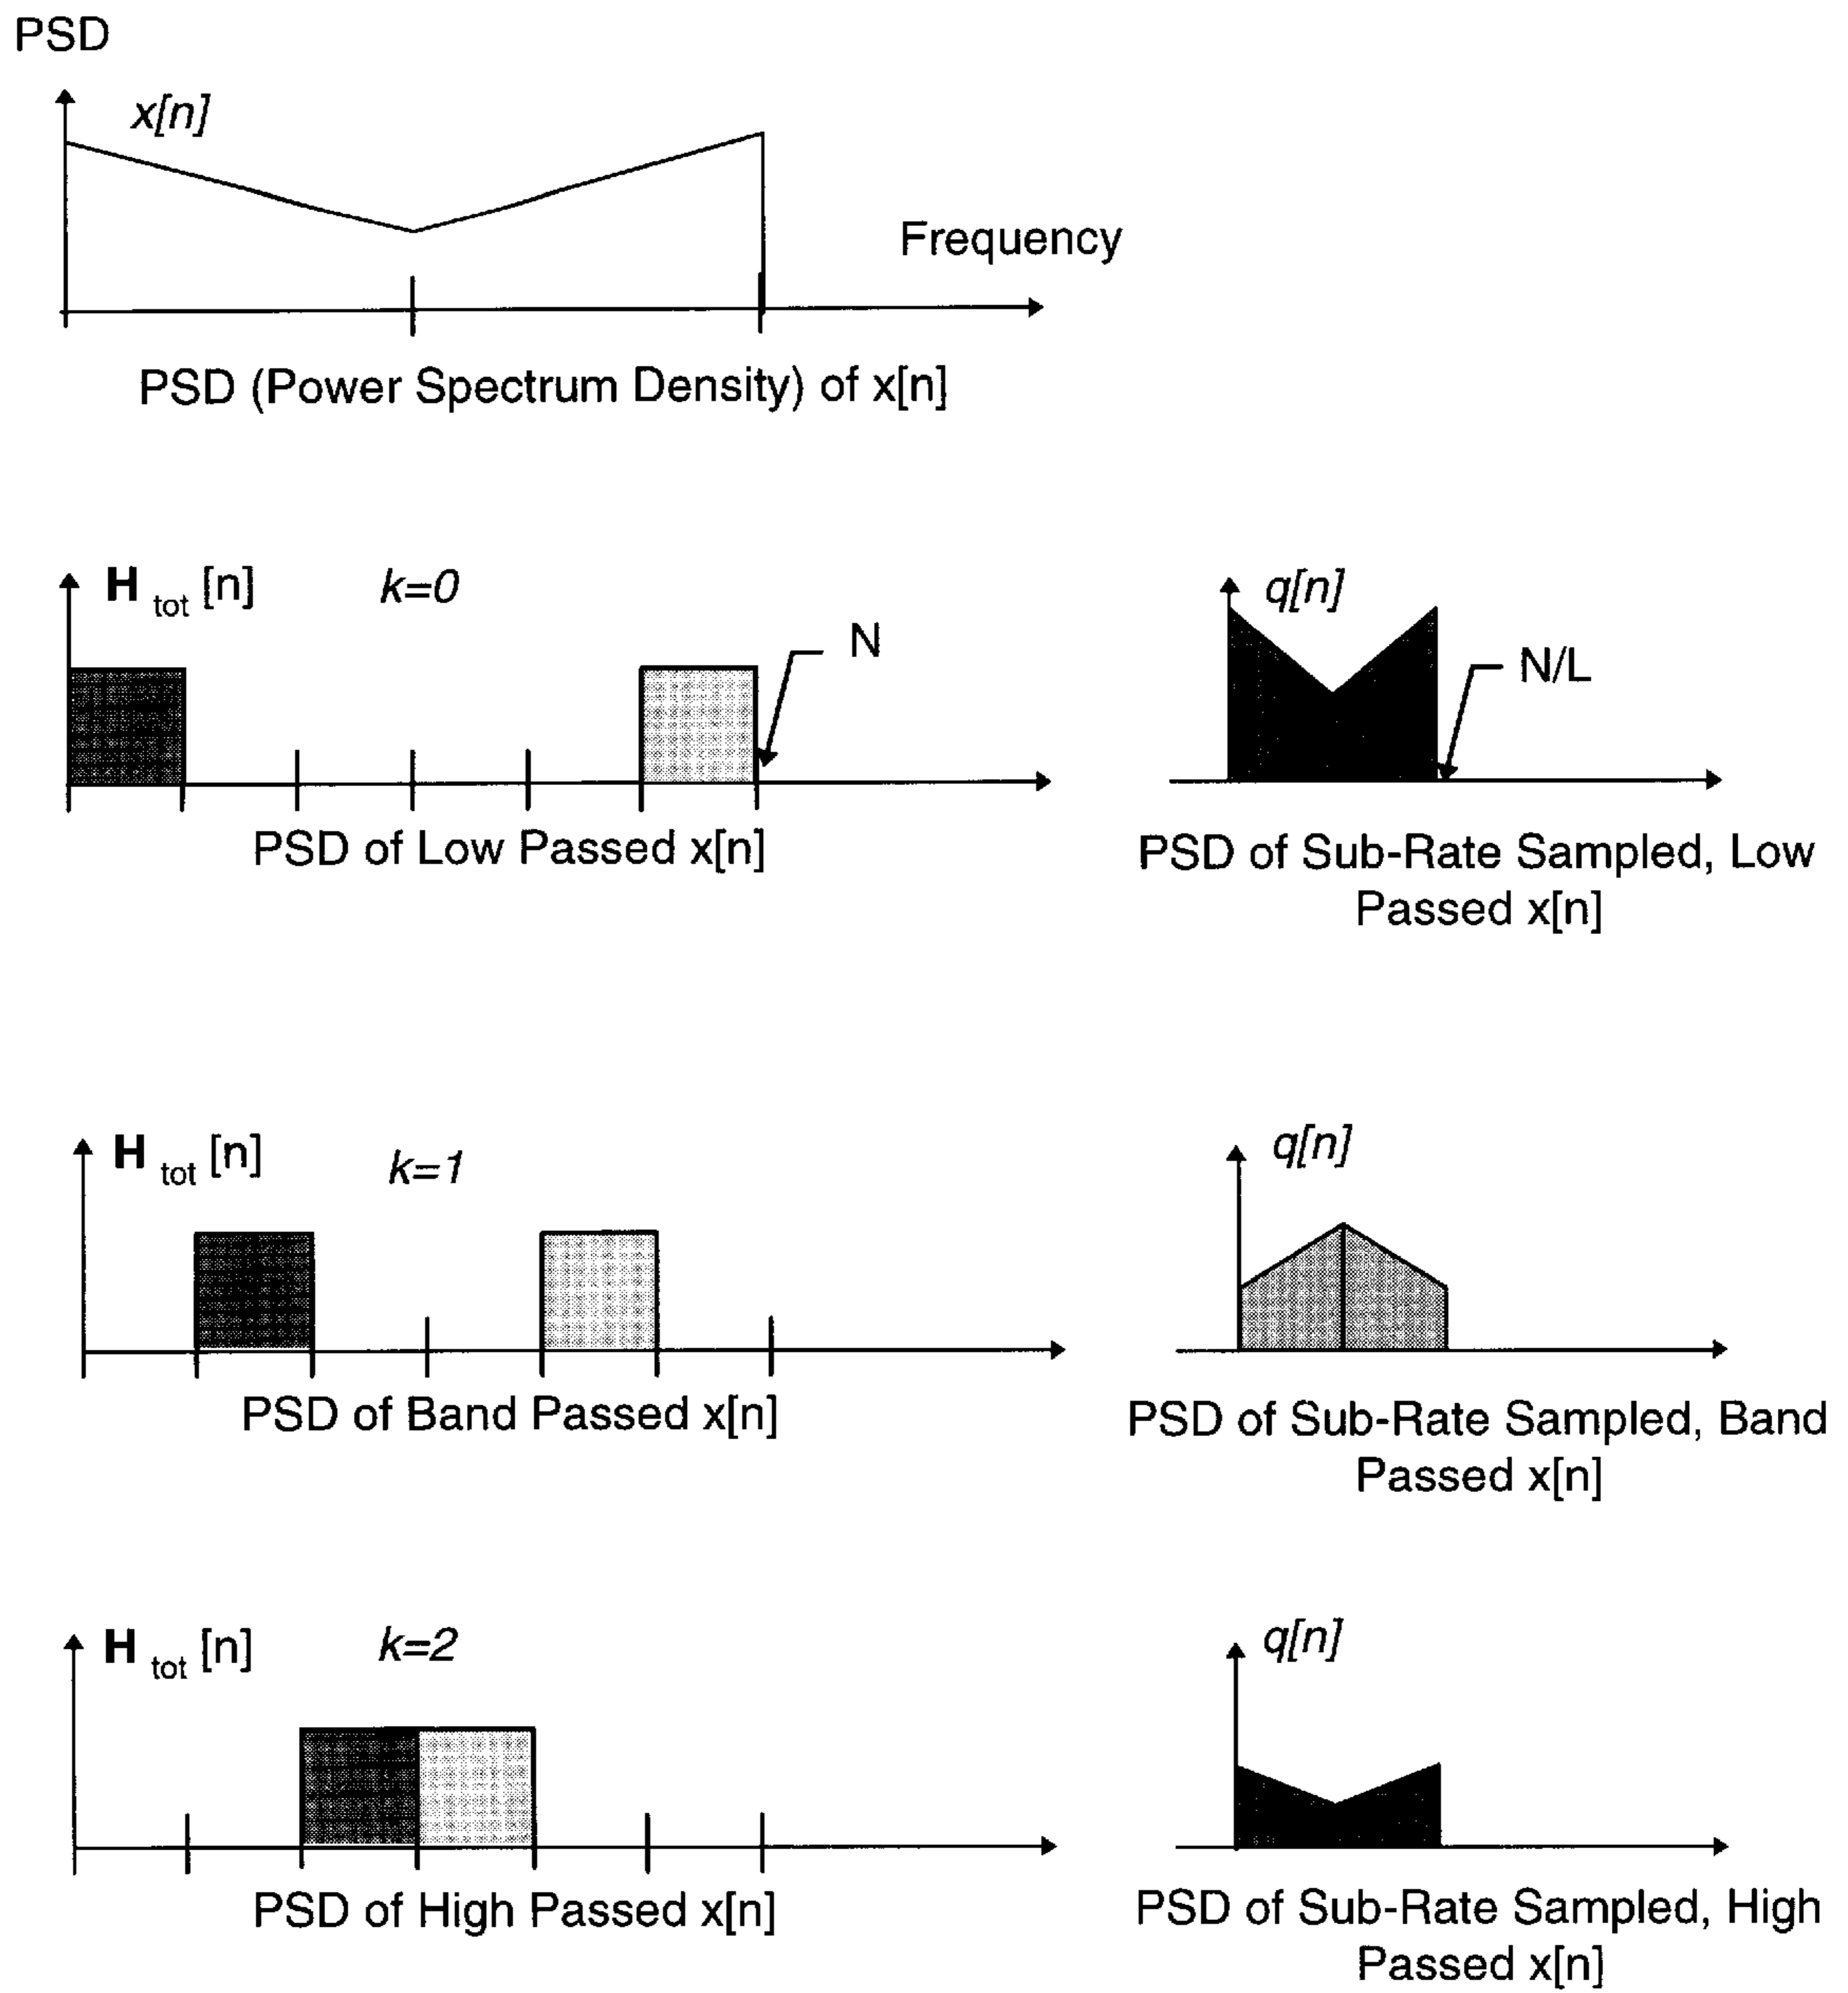 PSD
x[n]
Frequency
PSD (Power Spectrum Density) of x[n]
H tot [n]
k=0
N
PSD of Low Passed x[n]
q[n]
N/L
PSD of Sub-Rate Sampled, Low
Passed x[n]
H tot [n]
k=1
PSD of Band Passed x[n]
q[n]
PSD of Sub-Rate Sampled, Band
Passed x[n]
H tot [n]
k=2
PSD of High Passed x[n]
q[n]
PSD of Sub-Rate Sampled, High
Passed x[n]